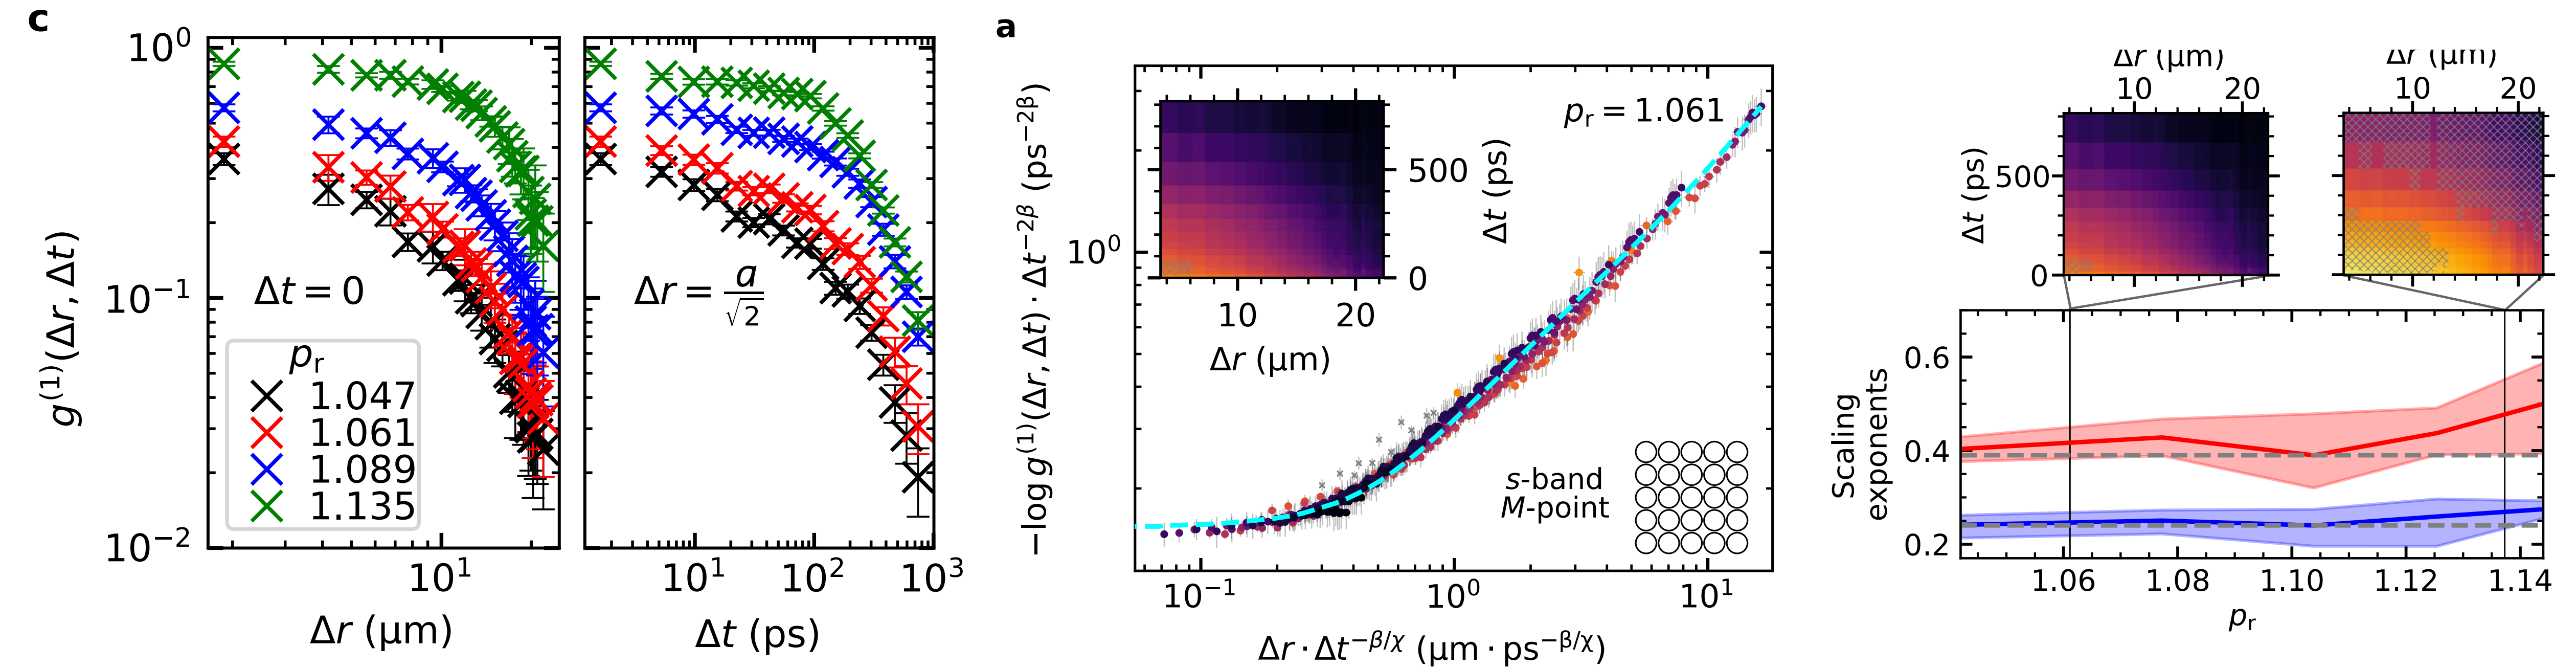 c
10⁰
10⁻¹
10⁻²
g⁽¹⁾(Δr, Δt)
Δt = 0
pᵣ
1.047
1.061
1.089
1.135
10¹
Δr (μm)
Δr = a/√2
10¹ 10² 10³
Δt (ps)
a
−log g⁽¹⁾(Δr, Δt) · Δt⁻²ᵝ (ps⁻²ᵝ)
10⁰
pᵣ = 1.061
500
0
Δt (ps)
10 20
Δr (μm)
s-band
M-point
10⁻¹ 10⁰ 10¹
Δr · Δt^−β/χ (μm · ps^−β/χ)
Δr (μm)
10 20
Δr (μm)
10 20
Δt (ps)
500
0
Scaling
exponents
0.6
0.4
0.2
1.06 1.08 1.10 1.12 1.14
pᵣ